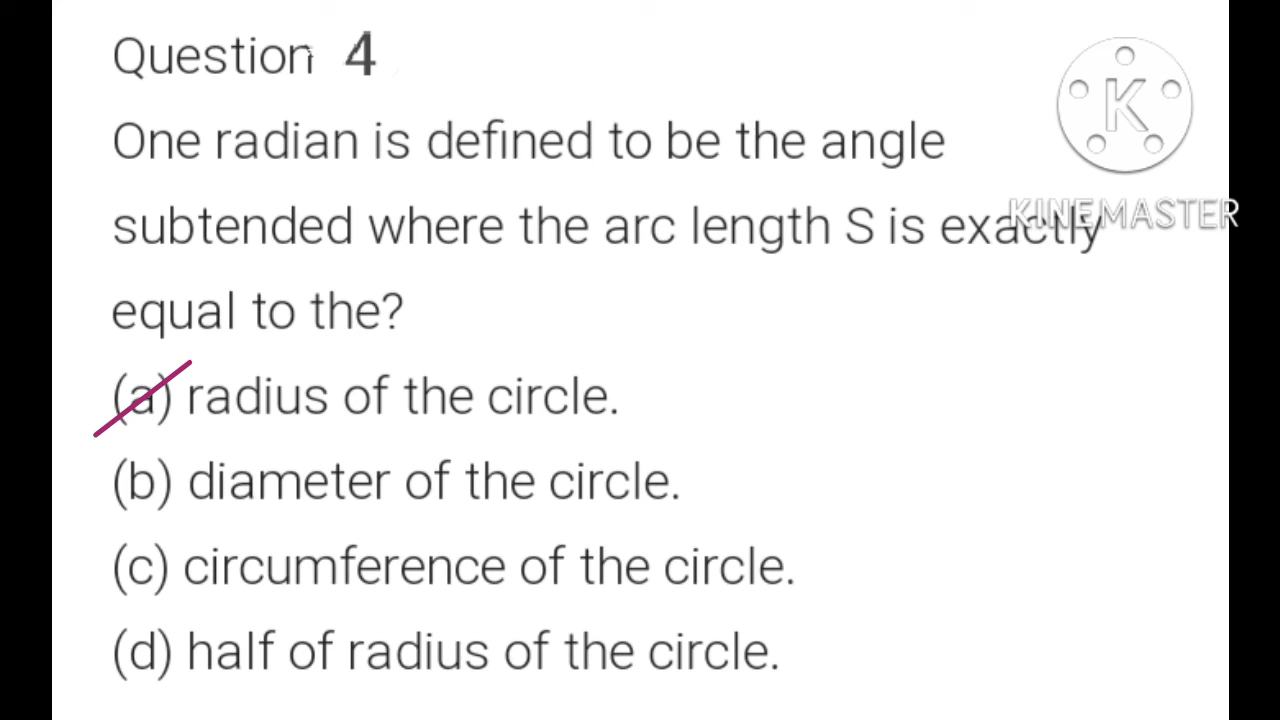 Question 4
One radian is defined to be the angle
subtended where the arc length S is exactly
equal to the?
(a) radius of the circle.
(b) diameter of the circle.
(c) circumference of the circle.
(d) half of radius of the circle.
K
KINEMASTER